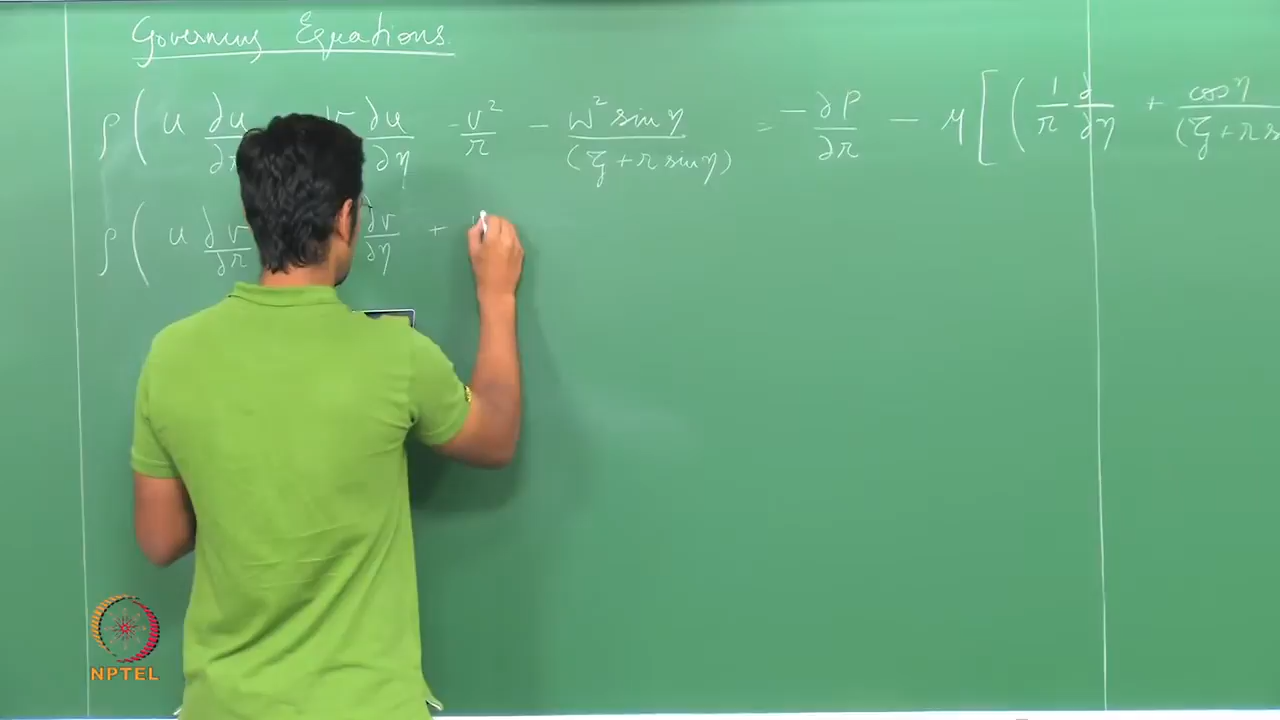 Governing Equations.
ρ ( u ∂u/∂r v ∂u/∂η - v²/r - w² sin η/(ξ + r sin η) = -∂P/∂r - η [ ( 1/r ∂/∂η + cos η/(ξ + r s
ρ ( u ∂v/∂r ∂v/∂η +
NPTEL